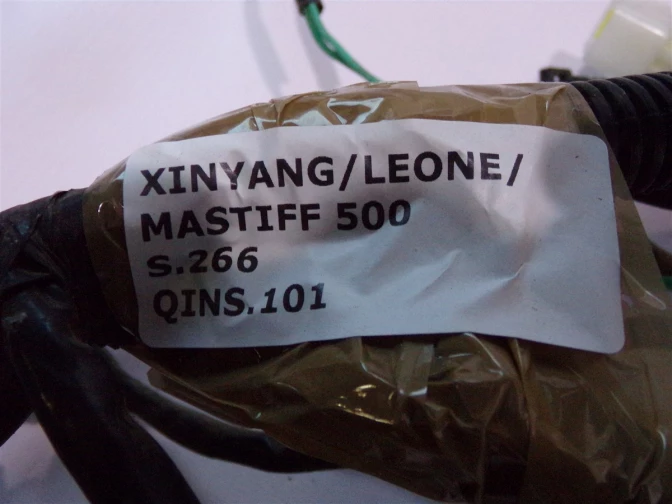 XINYANG/LEONE/
MASTIFF 500
s.266
QINS.101